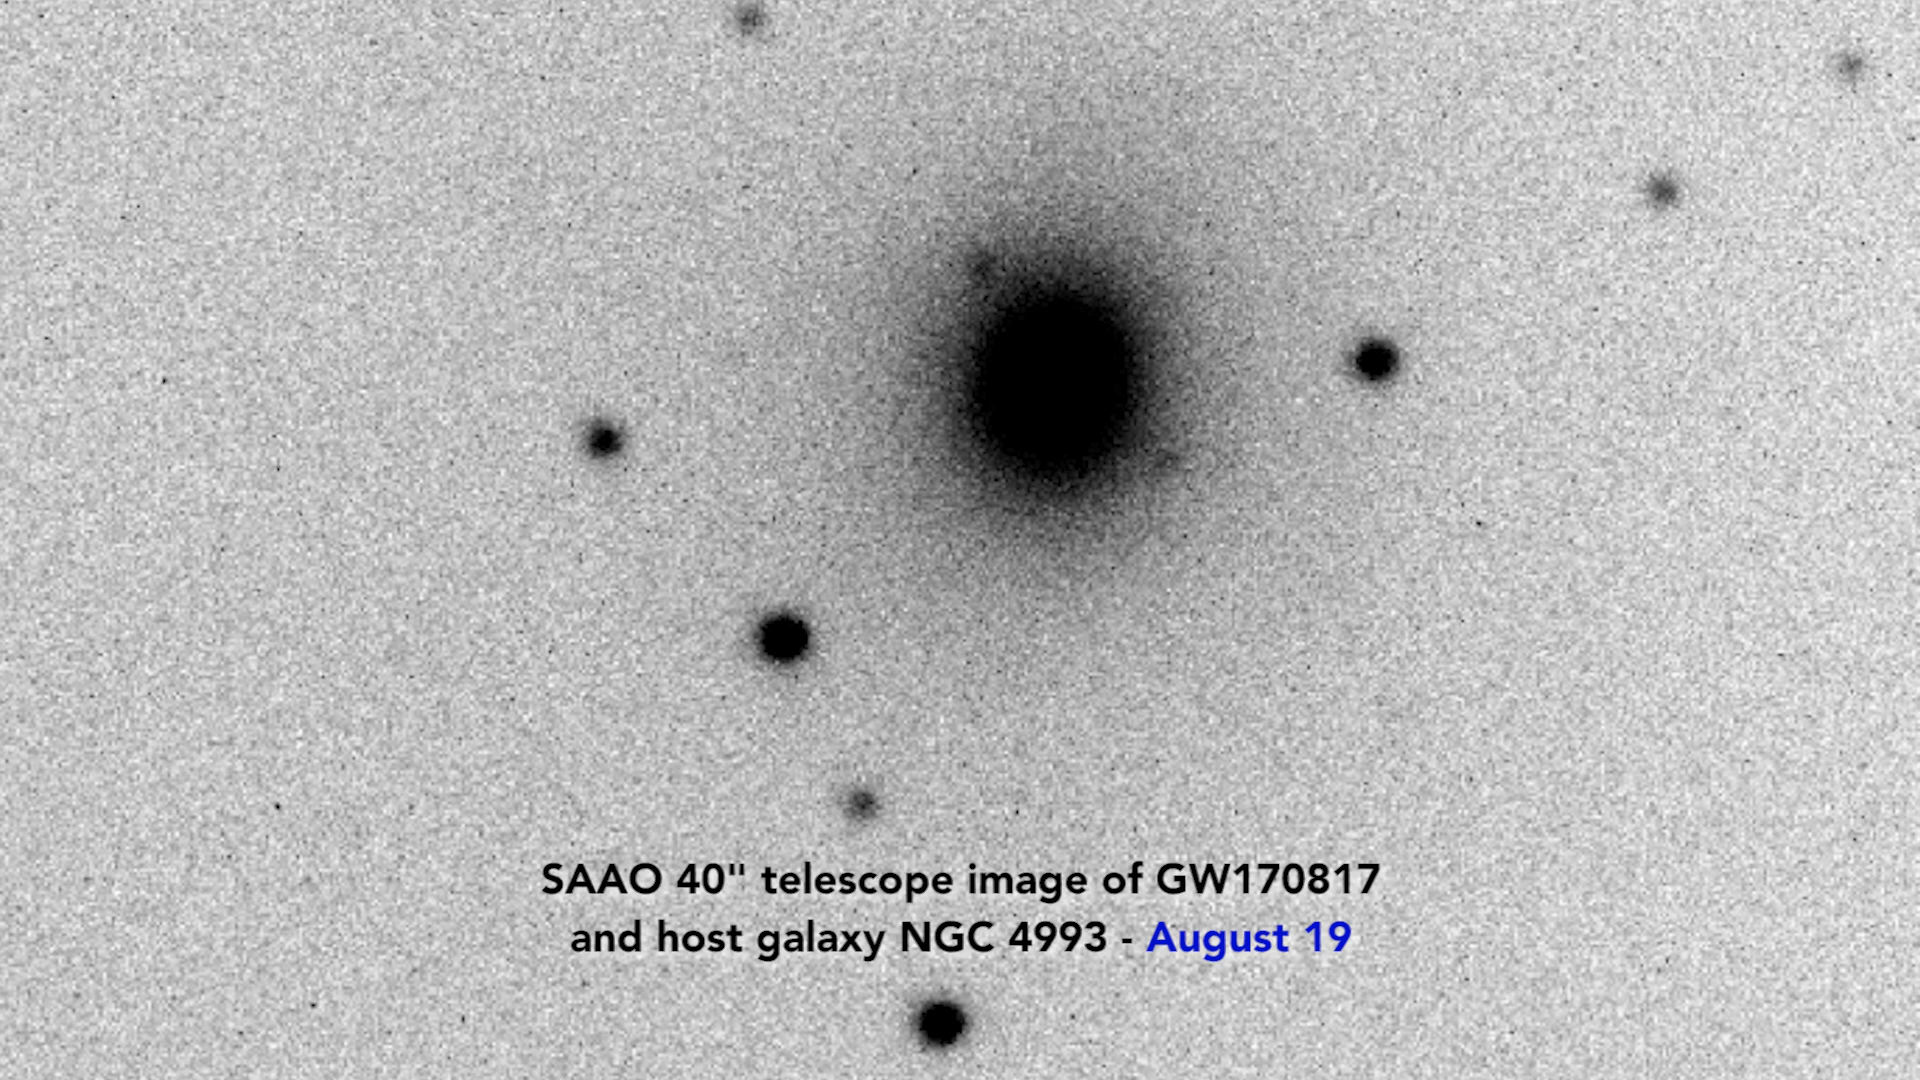 SAAO 40" telescope image of GW170817
and host galaxy NGC 4993 - August 19